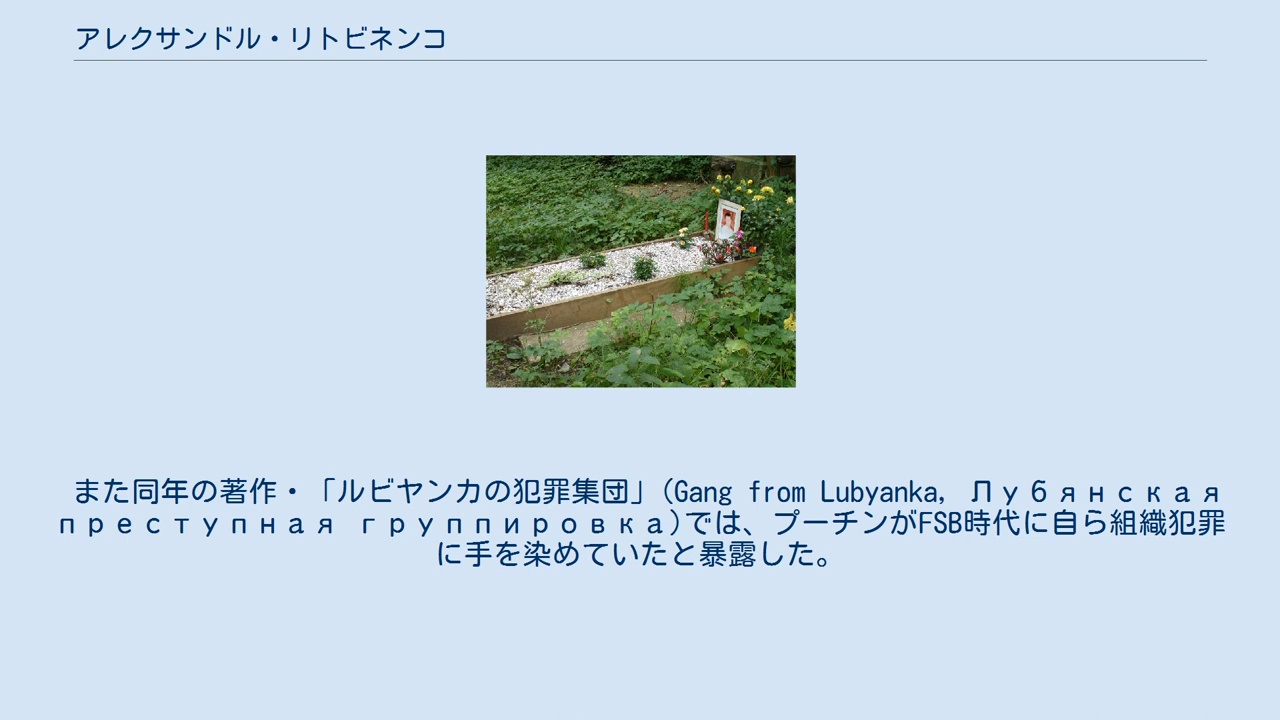 アレクサンドル・リトビネンコ
また同年の著作・「ルビヤンカの犯罪集団」(Gang from Lubyanka, Лубянская
преступная группировка)では、プーチンがFSB時代に自ら組織犯罪
に手を染めていたと暴露した。